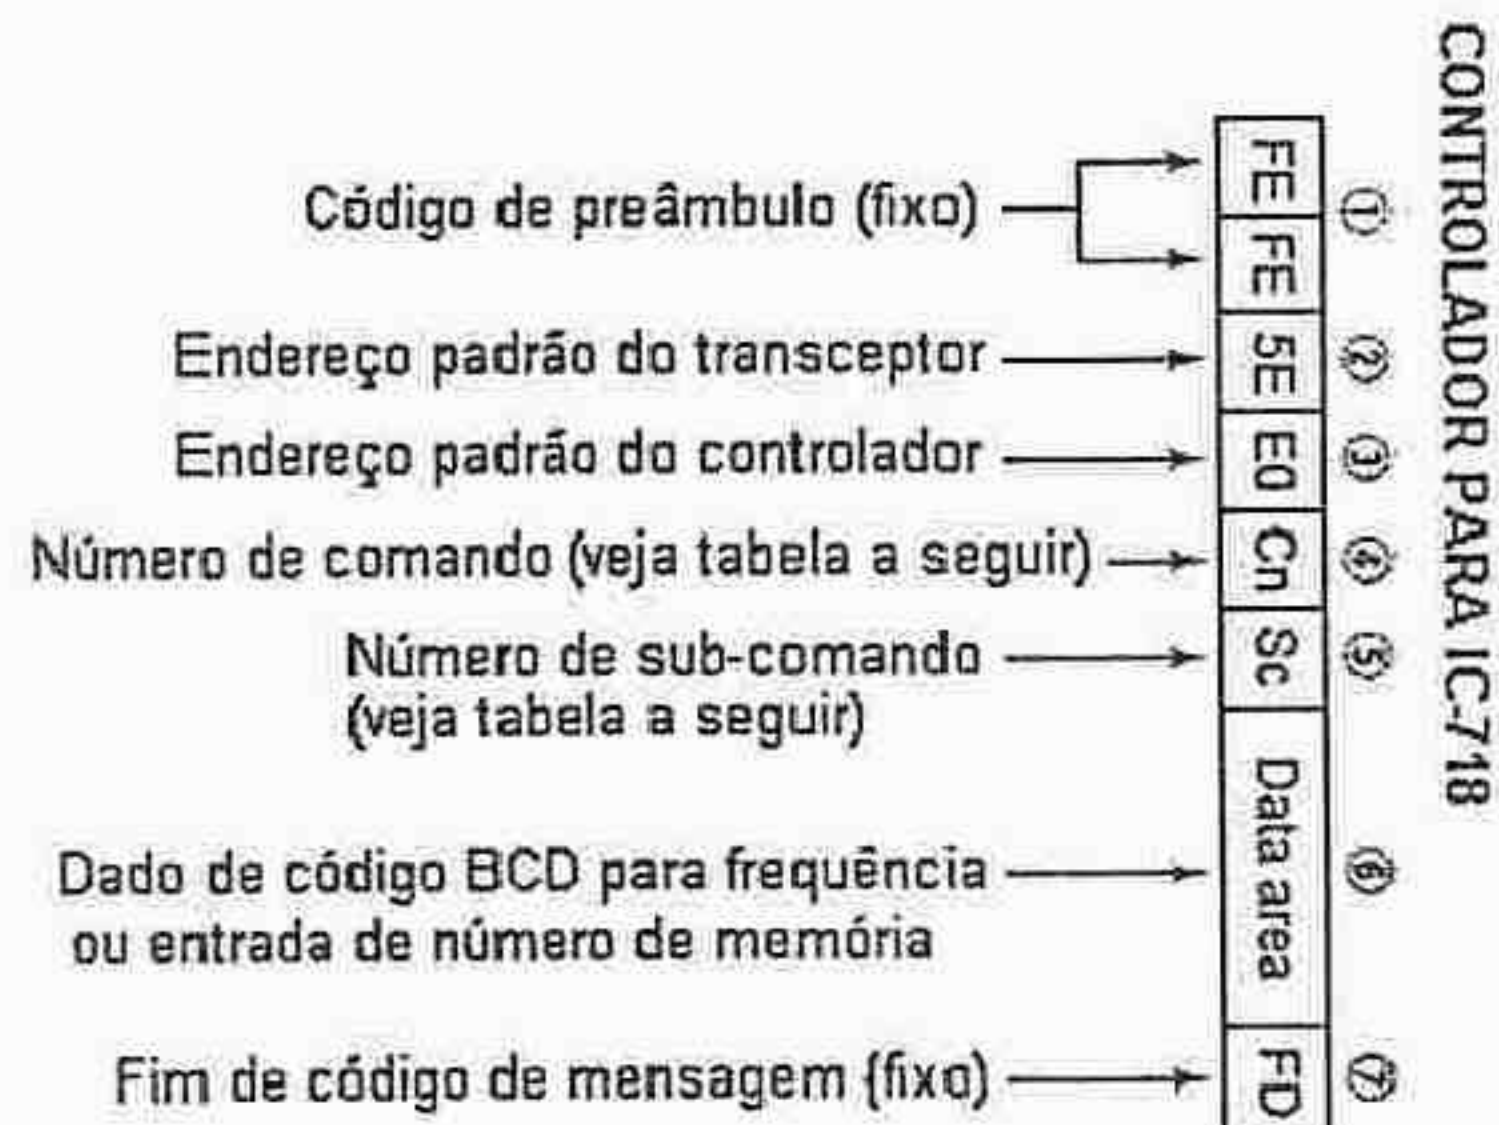 CONTROLADOR PARA IC-718
Código de preâmbulo (fixo)
FE
FE
①
Endereço padrão do transceptor
5E
②
Endereço padrão do controlador
E0
③
Número de comando (veja tabela a seguir)
Cn
④
Número de sub-comando
(veja tabela a seguir)
Sc
⑤
Dado de código BCD para frequência
ou entrada de número de memória
Data area
⑥
Fim de código de mensagem (fixo)
FD
⑦